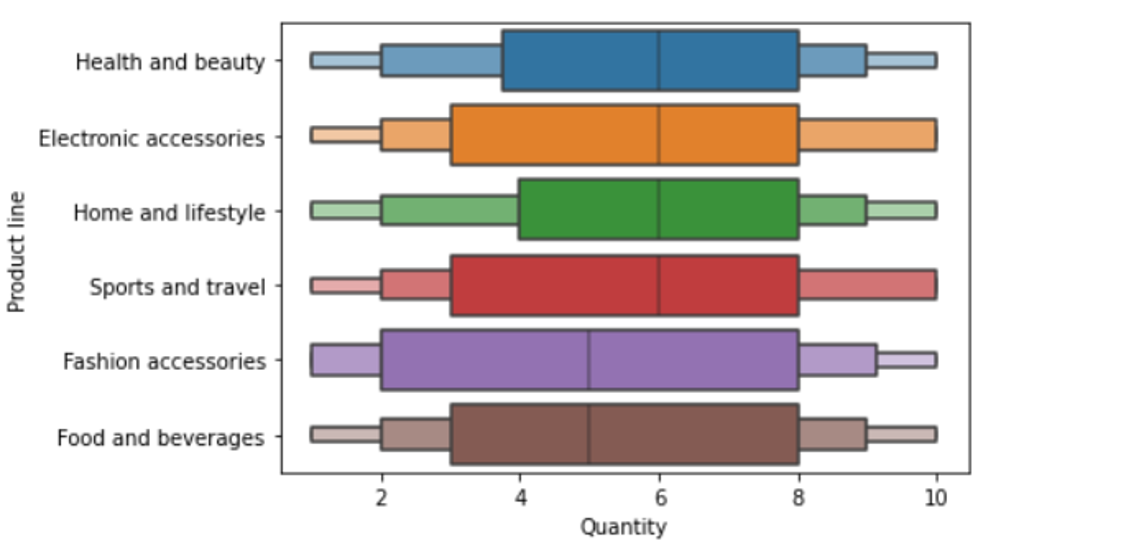 Product line
Health and beauty
Electronic accessories
Home and lifestyle
Sports and travel
Fashion accessories
Food and beverages
2 4 6 8 10
Quantity